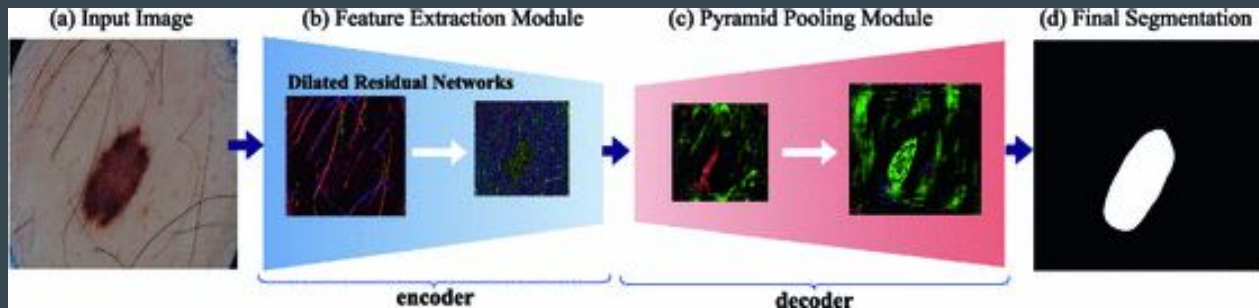 (a) Input Image (b) Feature Extraction Module (c) Pyramid Pooling Module (d) Final Segmentation
Dilated Residual Networks
encoder decoder